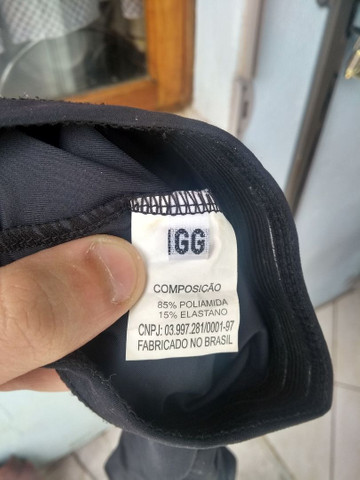 GG
COMPOSIÇÃO
85% POLIAMIDA
15% ELASTANO
CNPJ: 03.997.281/0001-97
FABRICADO NO BRASIL